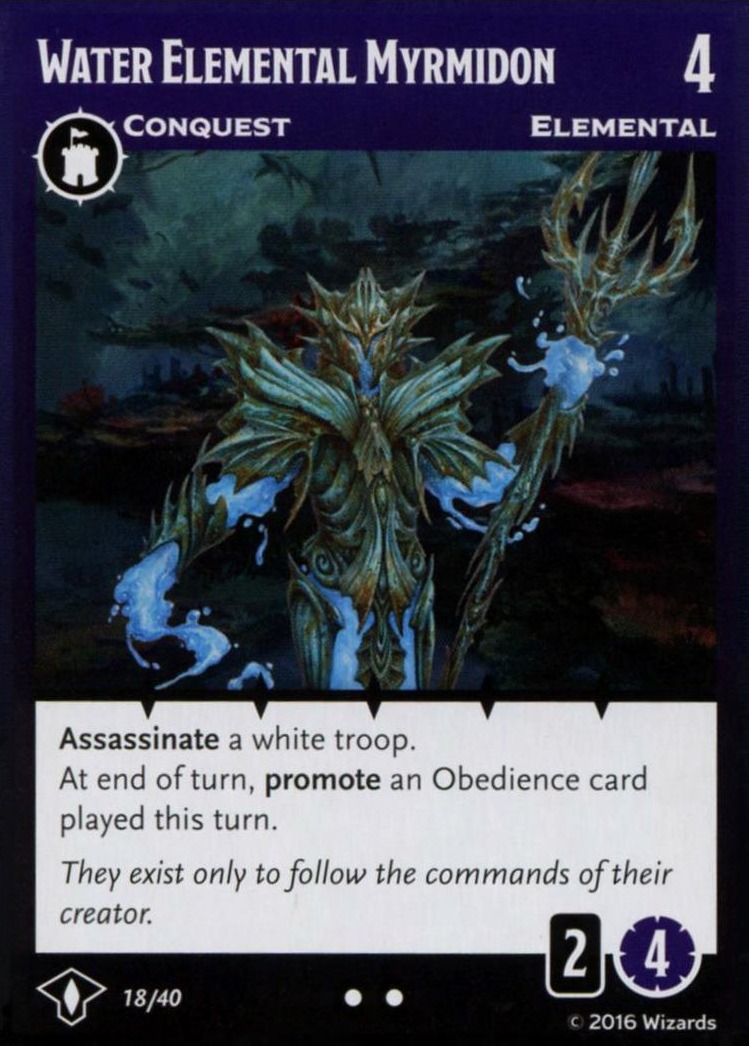 WATER ELEMENTAL MYRMIDON 4
CONQUEST ELEMENTAL
Assassinate a white troop.
At end of turn, promote an Obedience card
played this turn.
They exist only to follow the commands of their
creator.
2 4
18/40
© 2016 Wizards